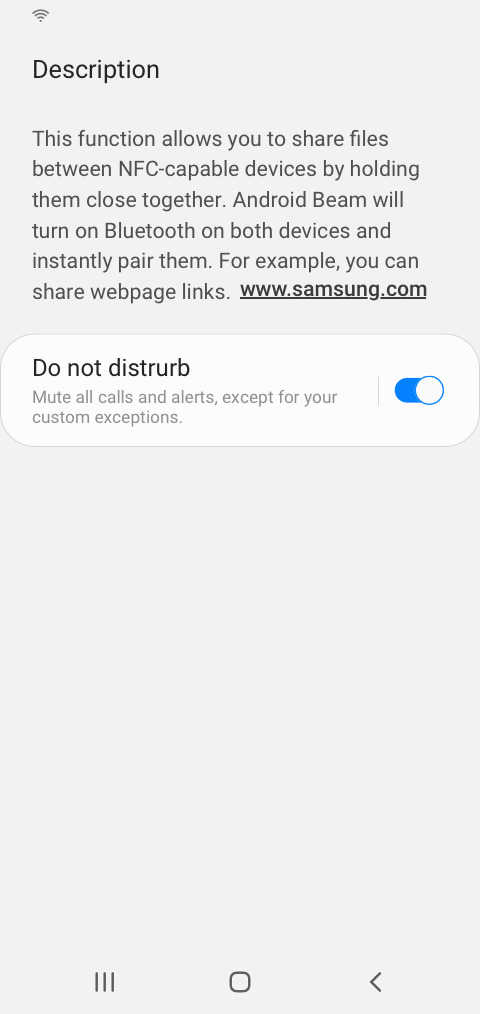 Description
This function allows you to share files
between NFC-capable devices by holding
them close together. Android Beam will
turn on Bluetooth on both devices and
instantly pair them. For example, you can
share webpage links. www.samsung.com
Do not distrurb
Mute all calls and alerts, except for your
custom exceptions.